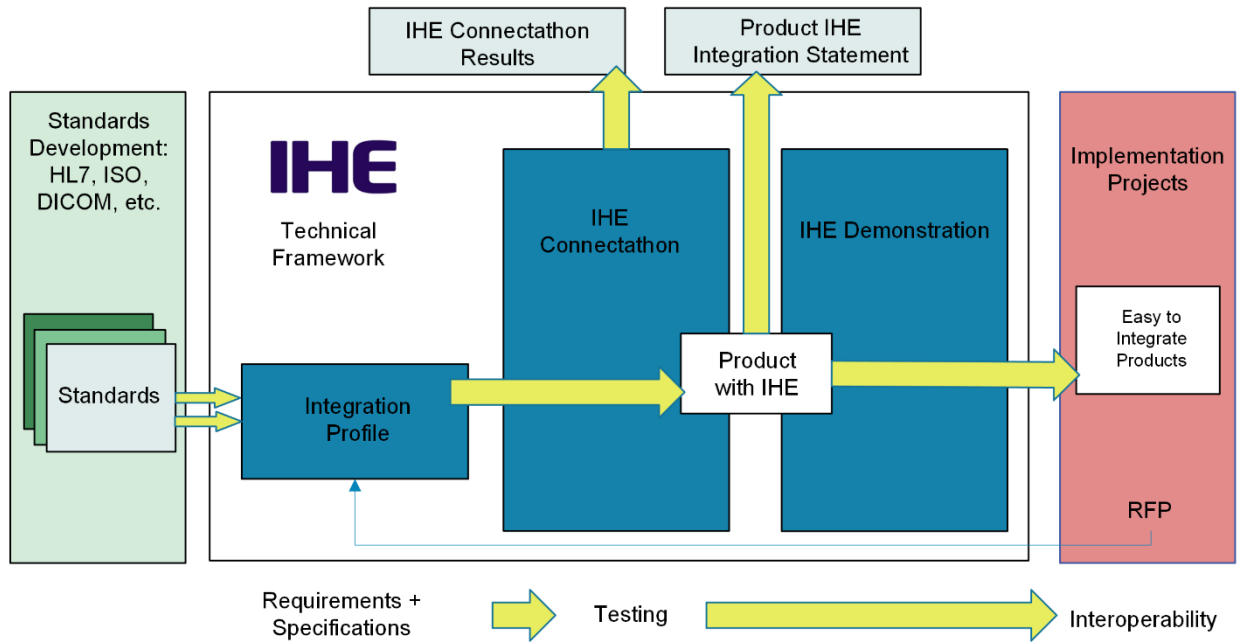 IHE Connectathon
Results
Product IHE
Integration Statement
Standards
Development:
HL7, ISO,
DICOM, etc.
Standards
IHE
Technical
Framework
Integration
Profile
IHE
Connectathon
IHE Demonstration
Product
with IHE
Implementation
Projects
Easy to
Integrate
Products
RFP
Requirements +
Specifications
Testing
Interoperability